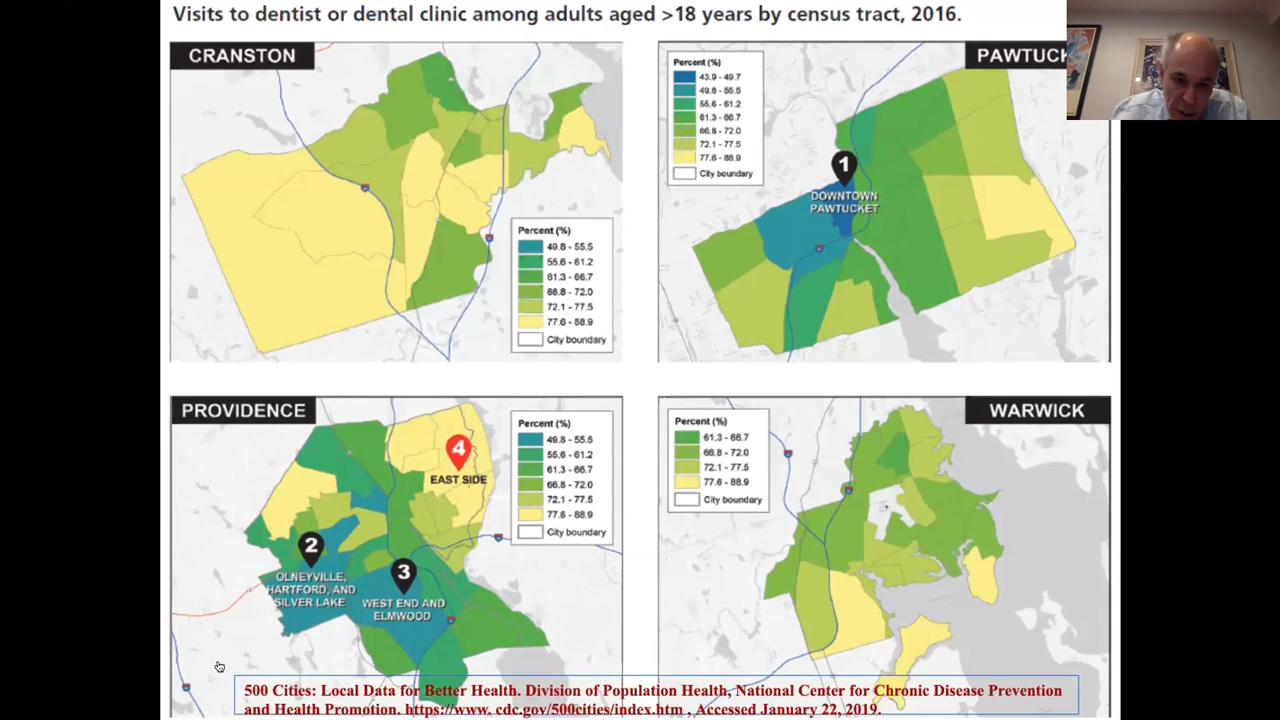 Visits to dentist or dental clinic among adults aged >18 years by census tract, 2016.
CRANSTON
Percent (%)
49.8 - 55.5
55.6 - 61.2
61.3 - 66.7
66.8 - 72.0
72.1 - 77.5
77.6 - 88.9
City boundary
PAWTUCK
Percent (%)
43.9 - 49.7
49.8 - 55.5
55.6 - 61.2
61.3 - 66.7
66.8 - 72.0
72.1 - 77.5
77.6 - 88.9
City boundary
1
DOWNTOWN
PAWTUCKET
PROVIDENCE
Percent (%)
49.8 - 55.5
55.6 - 61.2
61.3 - 66.7
66.8 - 72.0
72.1 - 77.5
77.6 - 88.9
City boundary
4
EAST SIDE
2
OLNEYVILLE,
HARTFORD, AND
SILVER LAKE
3
WEST END AND
ELMWOOD
WARWICK
Percent (%)
61.3 - 66.7
66.8 - 72.0
72.1 - 77.5
77.6 - 88.9
City boundary
500 Cities: Local Data for Better Health. Division of Population Health, National Center for Chronic Disease Prevention
and Health Promotion. https://www. cdc.gov/500cities/index.htm , Accessed January 22, 2019.